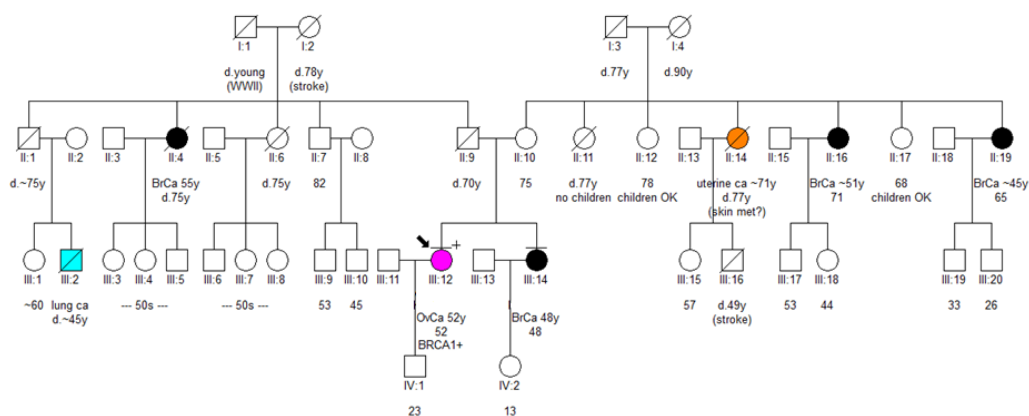 I:1 I:2 I:3 I:4
d.young d.78y d.77y d.90y
(WWII) (stroke)
II:1 II:2 II:3 II:4 II:5 II:6 II:7 II:8 II:9 II:10 II:11 II:12 II:13 II:14 II:15 II:16 II:17 II:18 II:19
d.~75y BrCa 55y d.75y 82 d.70y 75 d.77y 78 uterine ca ~71y BrCa ~51y 68 BrCa ~45y
d.75y no children children OK d.77y 71 children OK 65
(skin met?)
+
III:1 III:2 III:3 III:4 III:5 III:6 III:7 III:8 III:9 III:10 III:11 III:12 III:13 III:14 III:15 III:16 III:17 III:18 III:19 III:20
~60 lung ca --- 50s --- --- 50s --- 53 45 57 d.49y 53 44 33 26
d.~45y (stroke)
OvCa 52y BrCa 48y
52 48
BRCA1+
IV:1 IV:2
23 13